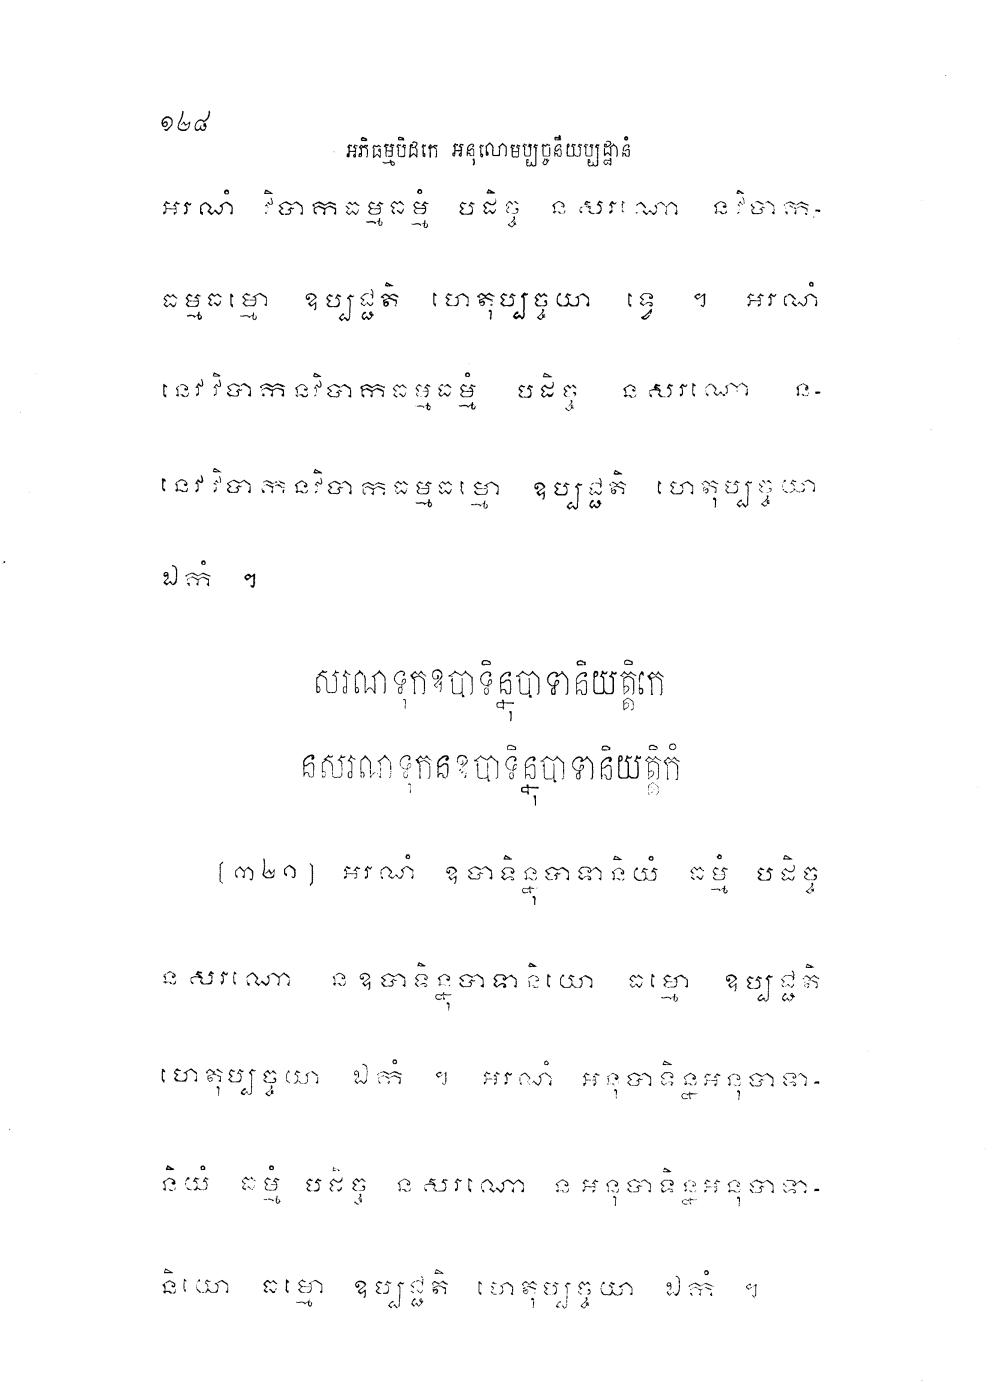 ១២៨
អភិធម្មបិដកេ អនុលោមប្បច្ចនីយប្បដ្ឋានំ
អរណំ វិបាកធម្មធម្មំ បដិច្ច ន សរណោ ន វិបាក-
ធម្មធម្មោ ឧប្បជ្ជតិ ហេតុប្បច្ចយា ទ្វេ ។ អរណំ
នេវវិបាកនវិបាកធម្មធម្មំ បដិច្ច ន សរណោ ន-
នេវវិបាកនវិបាកធម្មធម្មោ ឧប្បជ្ជតិ ហេតុប្បច្ចយា
ឯកំ ។
សរណទុកឧបាទិន្នុបាទានិយត្តិកេ
នសរណទុកនឧបាទិន្នុបាទានិយត្តិកំ
[៣២១] អរណំ ឧបាទិន្នុបាទានិយំ ធម្មំ បដិច្ច
ន សរណោ ន ឧបាទិន្នុបាទានិយោ ធម្មោ ឧប្បជ្ជតិ
ហេតុប្បច្ចយា ឯកំ ។ អរណំ អនុបាទិន្នអនុបាទា-
និយំ ធម្មំ បដិច្ច ន សរណោ ន អនុបាទិន្នអនុបាទា-
និយោ ធម្មោ ឧប្បជ្ជតិ ហេតុប្បច្ចយា ឯកំ ។